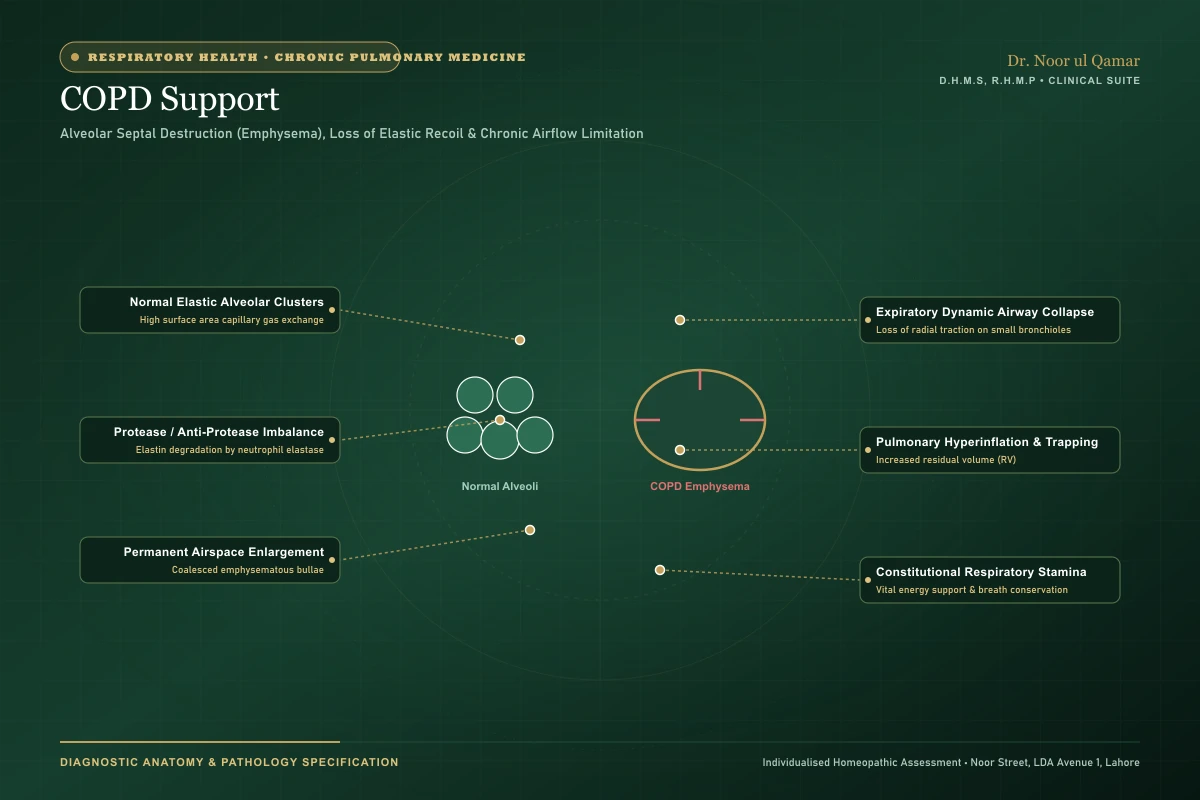 RESPIRATORY HEALTH • CHRONIC PULMONARY MEDICINE
COPD Support
Alveolar Septal Destruction (Emphysema), Loss of Elastic Recoil & Chronic Airflow Limitation
Dr. Noor ul Qamar
D.H.M.S, R.H.M.P • CLINICAL SUITE
Normal Elastic Alveolar Clusters
High surface area capillary gas exchange
Protease / Anti-Protease Imbalance
Elastin degradation by neutrophil elastase
Permanent Airspace Enlargement
Coalesced emphysematous bullae
Normal Alveoli
COPD Emphysema
Expiratory Dynamic Airway Collapse
Loss of radial traction on small bronchioles
Pulmonary Hyperinflation & Trapping
Increased residual volume (RV)
Constitutional Respiratory Stamina
Vital energy support & breath conservation
DIAGNOSTIC ANATOMY & PATHOLOGY SPECIFICATION
Individualised Homeopathic Assessment • Noor Street, LDA Avenue 1, Lahore